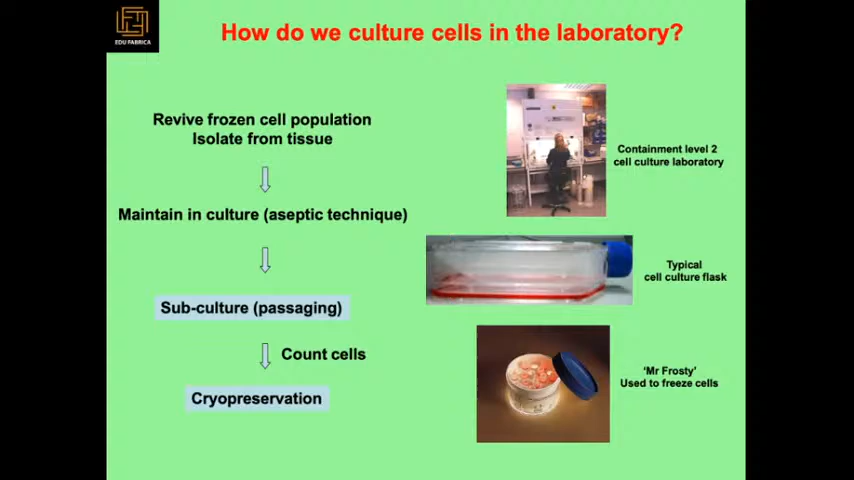 EDU FABRICA
How do we culture cells in the laboratory?
Revive frozen cell population
Isolate from tissue
Maintain in culture (aseptic technique)
Sub-culture (passaging)
Count cells
Cryopreservation
Containment level 2
cell culture laboratory
Typical
cell culture flask
‘Mr Frosty’
Used to freeze cells